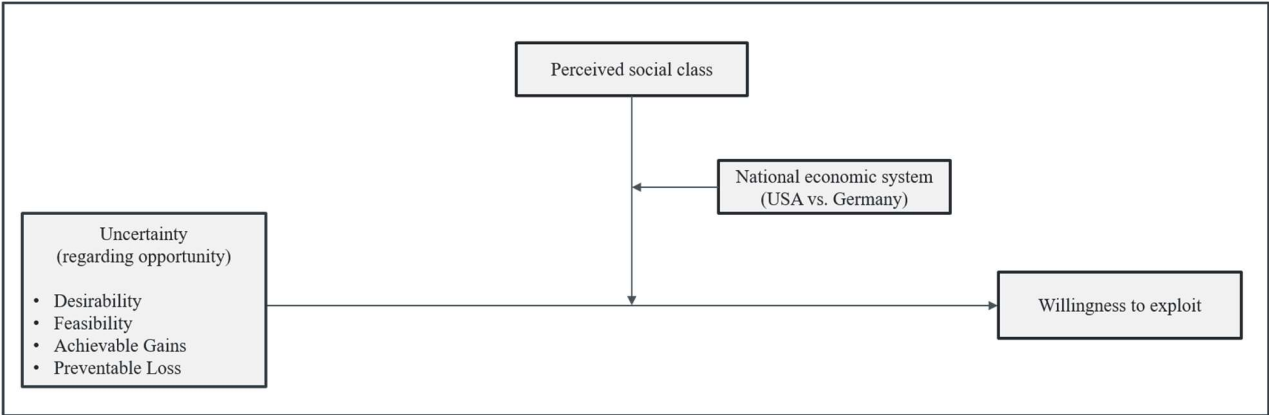 Perceived social class
National economic system
(USA vs. Germany)
Uncertainty
(regarding opportunity)
• Desirability
• Feasibility
• Achievable Gains
• Preventable Loss
Willingness to exploit